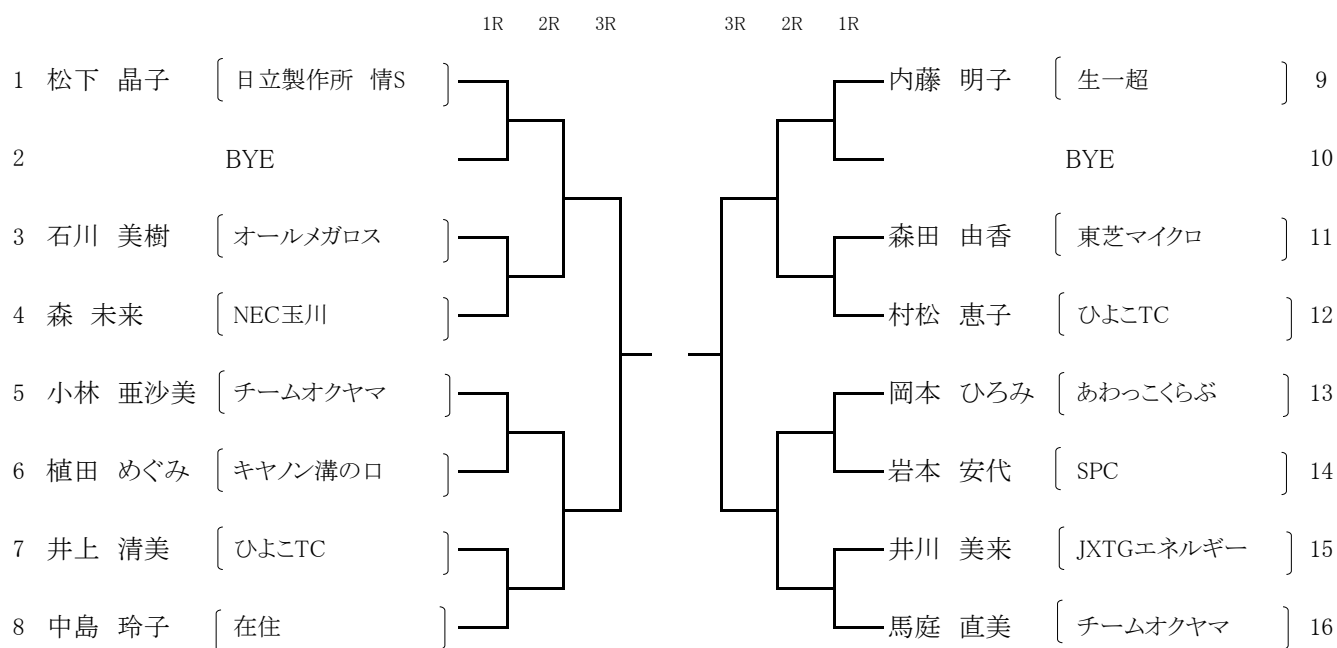 1R 2R 3R 3R 2R 1R
1 松下 晶子 [ 日立製作所 情S ] 内藤 明子 [ 生一超 ] 9
2 BYE BYE 10
3 石川 美樹 [ オールメガロス ] 森田 由香 [ 東芝マイクロ ] 11
4 森 未来 [ NEC玉川 ] 村松 恵子 [ ひよこTC ] 12
5 小林 亜沙美 [ チームオクヤマ ] 岡本 ひろみ [ あわっこくらぶ ] 13
6 植田 めぐみ [ キヤノン溝の口 ] 岩本 安代 [ SPC ] 14
7 井上 清美 [ ひよこTC ] 井川 美来 [ JXTGエネルギー ] 15
8 中島 玲子 [ 在住 ] 馬庭 直美 [ チームオクヤマ ] 16